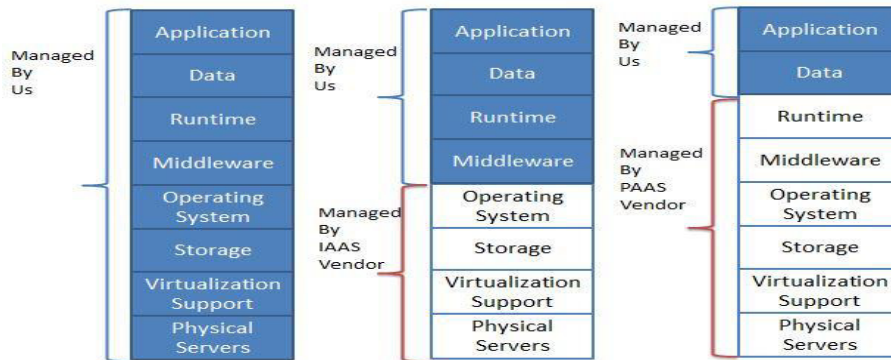 Managed
By
Us
Application
Data
Runtime
Middleware
Operating
System
Storage
Virtualization
Support
Physical
Servers
Managed
By
Us
Managed
By
IAAS
Vendor
Application
Data
Runtime
Middleware
Operating
System
Storage
Virtualization
Support
Physical
Servers
Managed
By
Us
Managed
By
PAAS
Vendor
Application
Data
Runtime
Middleware
Operating
System
Storage
Virtualization
Support
Physical
Servers